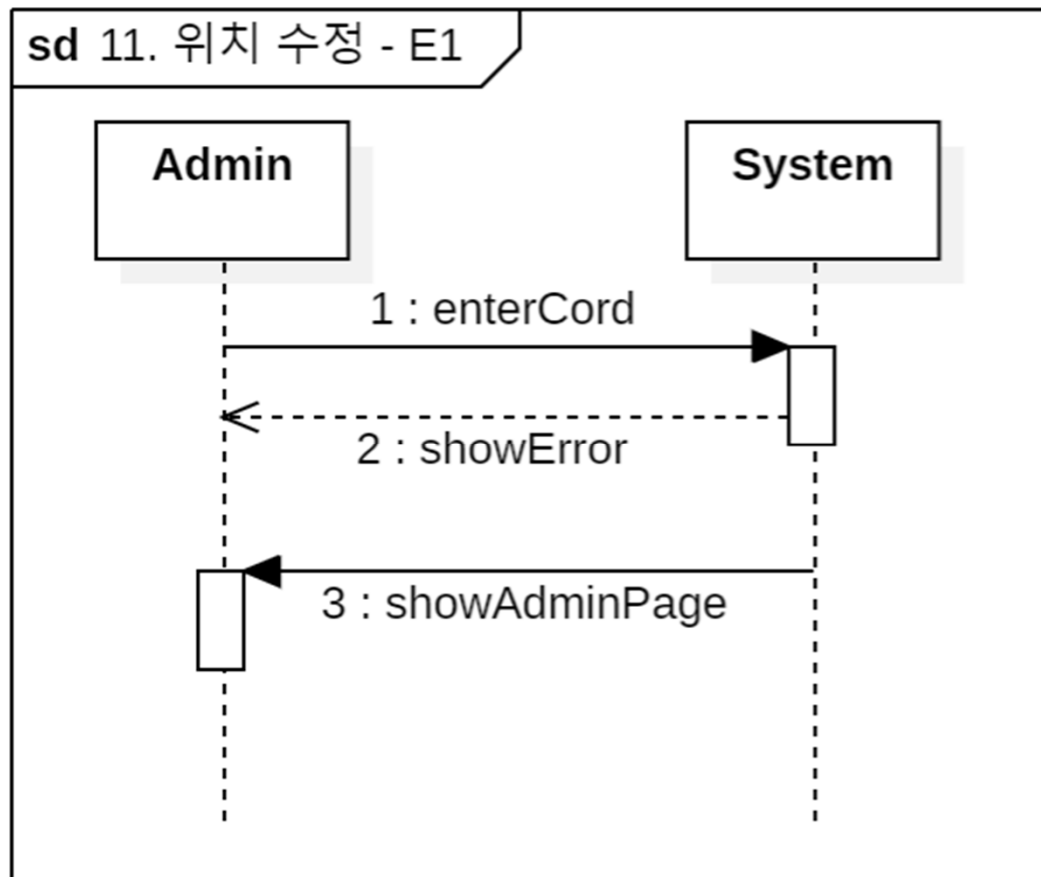 sd 11. 위치 수정 - E1
Admin
System
1 : enterCord
2 : showError
3 : showAdminPage